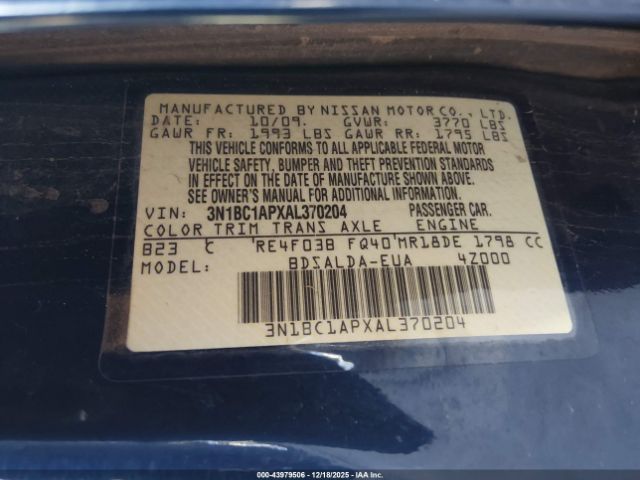 MANUFACTURED BY NISSAN MOTOR CO., LTD.
DATE: 10/09. GVWR: 3770 LBS
GAWR FR: 1993 LBS GAWR RR: 1795 LBS
THIS VEHICLE CONFORMS TO ALL APPLICABLE FEDERAL MOTOR
VEHICLE SAFETY, BUMPER AND THEFT PREVENTION STANDARDS
IN EFFECT ON THE DATE OF MANUFACTURE SHOWN ABOVE.
SEE OWNER'S MANUAL FOR ADDITIONAL INFORMATION.
VIN: 3N1BC1APXAL370204 PASSENGER CAR.
COLOR TRIM TRANS AXLE ENGINE
B23 C RE4F03B FQ40 MR18DE 1798 CC
MODEL: BDSALDA-EUA 4Z000
3N1BC1APXAL370204
000-43979506 - 12/18/2025 - IAAI.COM